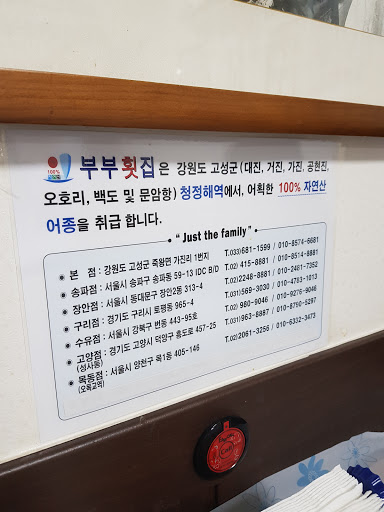 100%
자연산
부부횟집은 강원도 고성군(대진, 거진, 가진, 공현진,
오호리, 백도 및 문암항) 청정해역에서, 어획한 100% 자연산
어종을 취급 합니다.
"Just the family"
본 점 : 강원도 고성군 죽왕면 가진리 1번지 T.033)681-1599 / 010-8574-6681
송파점 : 서울시 송파구 송파동 59-13 IDC B/D T.02) 415-8881 / 010-8514-8881
장안점 : 서울시 동대문구 장안2동 313-4 T.02)2248-8881 / 010-2461-7352
구리점 : 경기도 구리시 토평동 965-4 T.031)569-3030 / 010-4763-1013
수유점 : 서울시 강북구 번동 443-95호 T.02) 980-9046 / 010-9276-9046
고양점 : 경기도 고양시 덕양구 흥도로 457-25 T.031)963-8887 / 010-8790-5297
(성사동)
목동점 : 서울시 양천구 목1동 405-146 T.02)2061-3256 / 010-6332-3473
(오목교역)